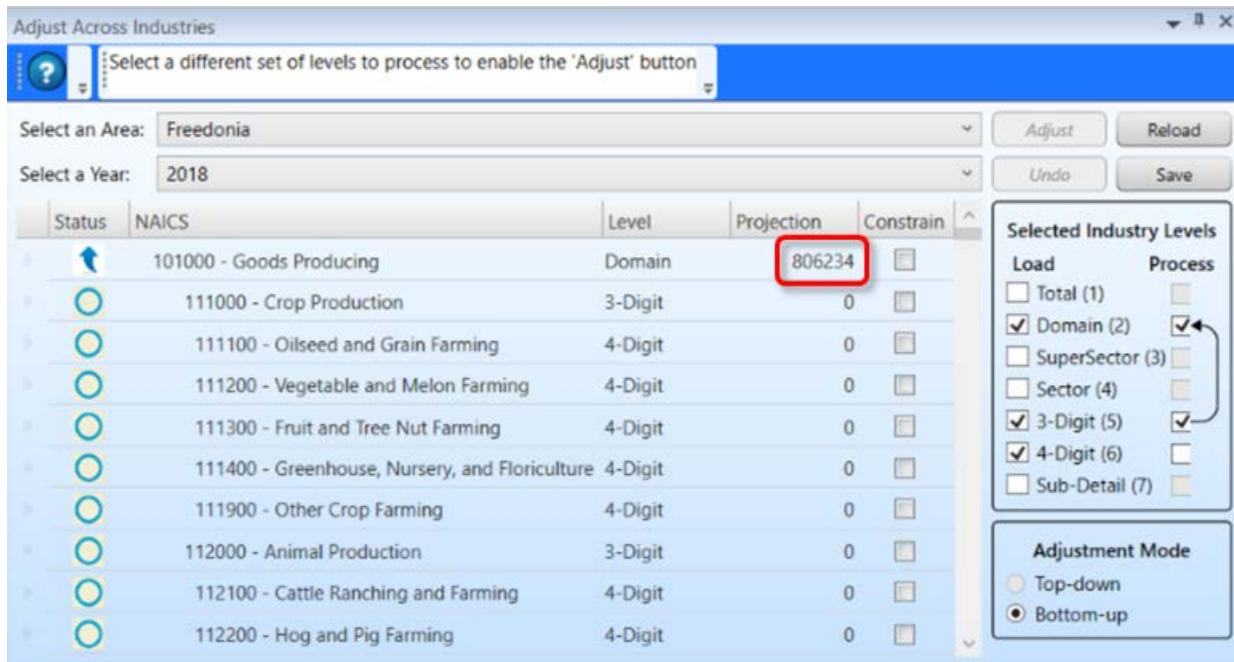 Adjust Across Industries
Select a different set of levels to process to enable the 'Adjust' button
Select an Area: Freedonia Adjust Reload
Select a Year: 2018 Undo Save
Status NAICS Level Projection Constrain
101000 - Goods Producing Domain 806234
111000 - Crop Production 3-Digit 0
111100 - Oilseed and Grain Farming 4-Digit 0
111200 - Vegetable and Melon Farming 4-Digit 0
111300 - Fruit and Tree Nut Farming 4-Digit 0
111400 - Greenhouse, Nursery, and Floriculture 4-Digit 0
111900 - Other Crop Farming 4-Digit 0
112000 - Animal Production 3-Digit 0
112100 - Cattle Ranching and Farming 4-Digit 0
112200 - Hog and Pig Farming 4-Digit 0
Selected Industry Levels
Load Process
Total (1)
Domain (2)
SuperSector (3)
Sector (4)
3-Digit (5)
4-Digit (6)
Sub-Detail (7)
Adjustment Mode
Top-down
Bottom-up